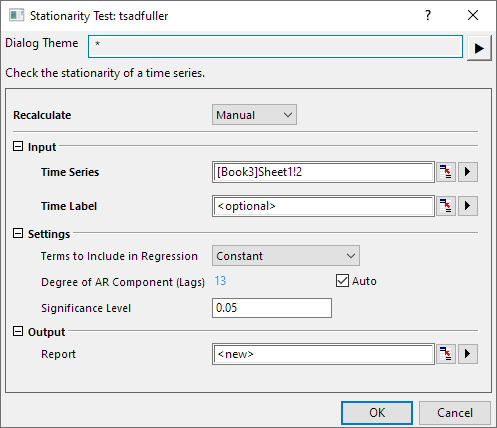 Stationarity Test: tsadfuller
Dialog Theme *
Check the stationarity of a time series.
Recalculate Manual
Input
Time Series [Book3]Sheet1!2
Time Label <optional>
Settings
Terms to Include in Regression Constant
Degree of AR Component (Lags) 13 Auto
Significance Level 0.05
Output
Report <new>
OK Cancel